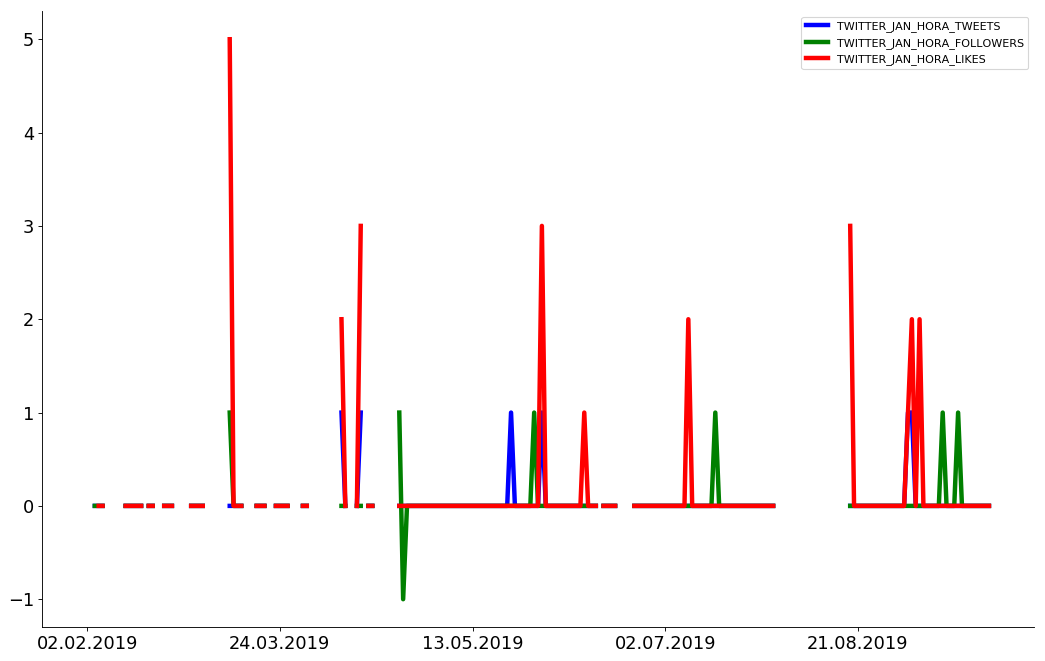 TWITTER_JAN_HORA_TWEETS
TWITTER_JAN_HORA_FOLLOWERS
TWITTER_JAN_HORA_LIKES
5
4
3
2
1
0
−1
02.02.2019 24.03.2019 13.05.2019 02.07.2019 21.08.2019